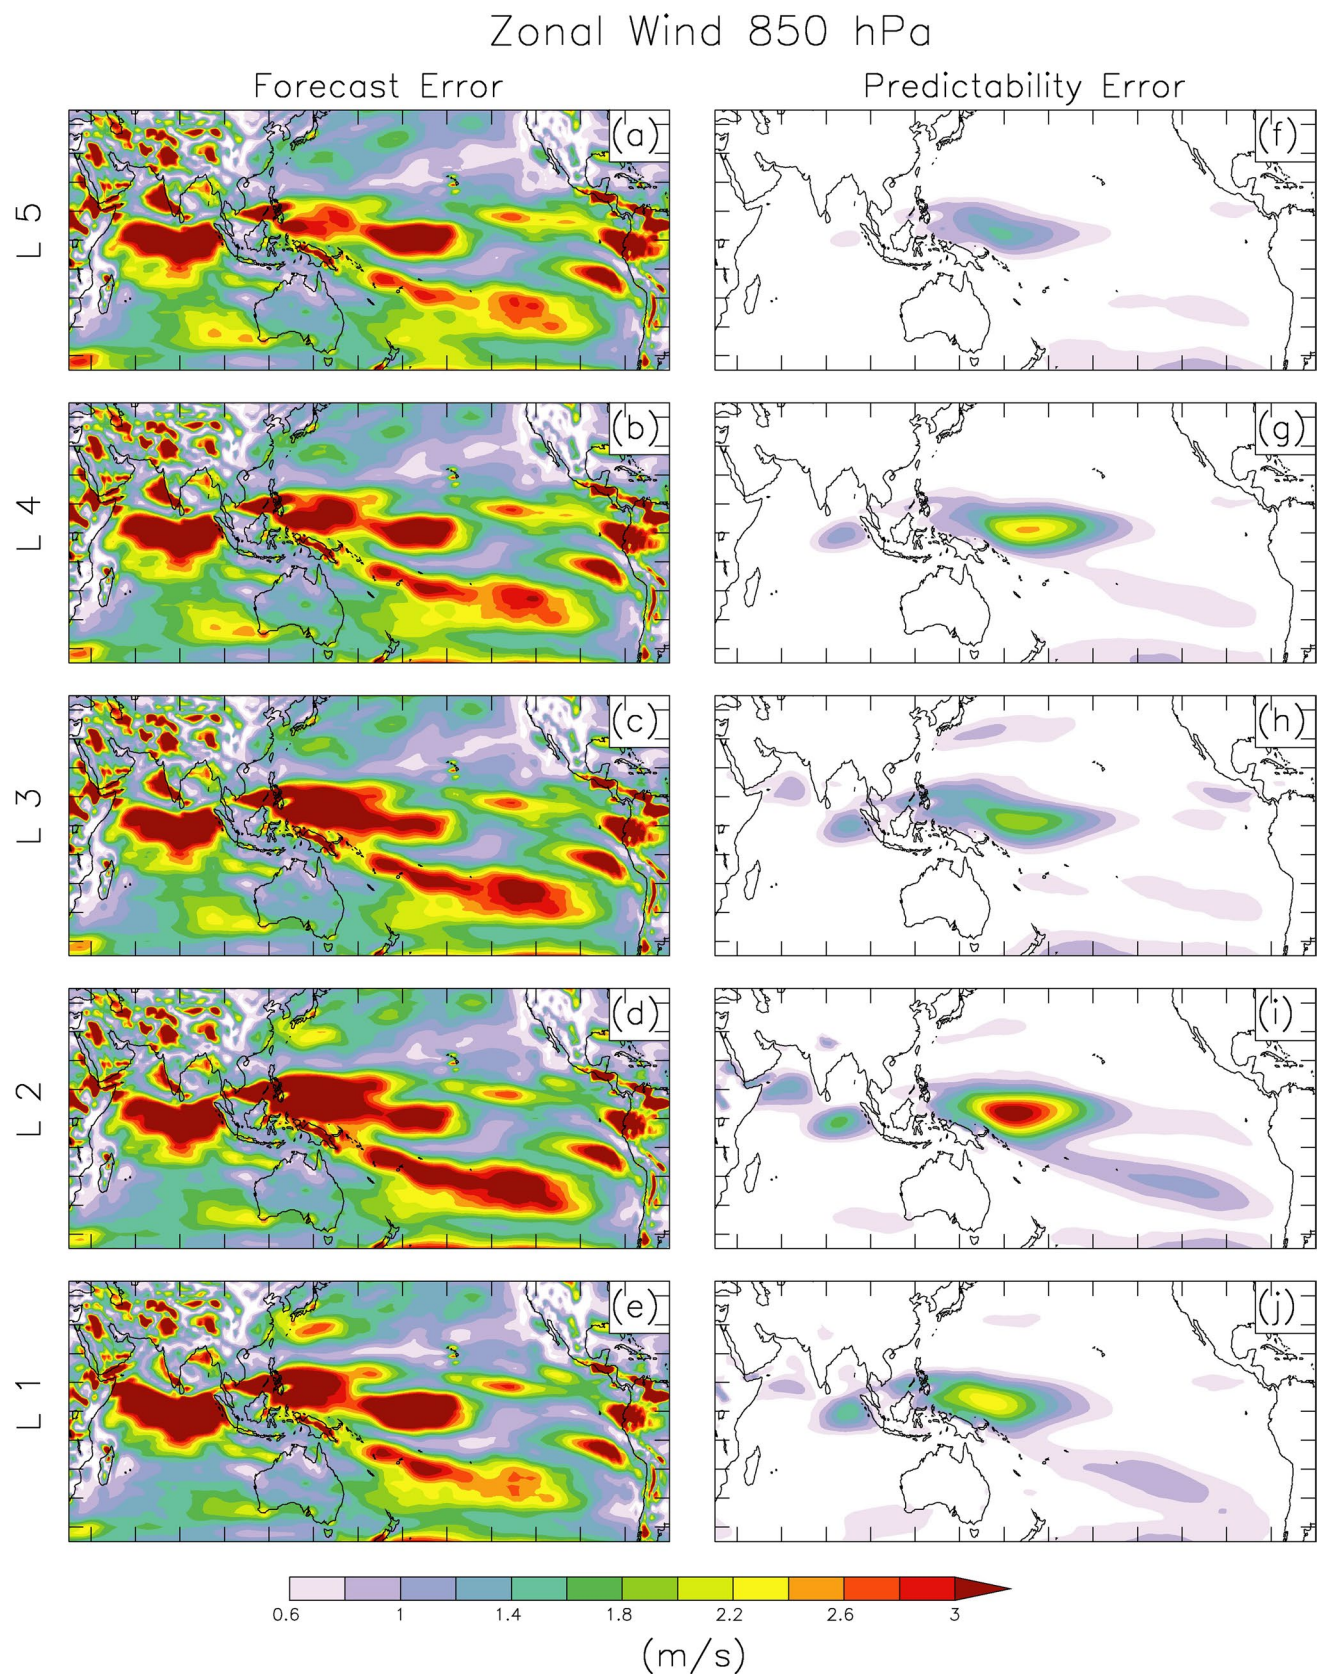 Zonal Wind 850 hPa
Forecast Error
Predictability Error
L 5
(a)
(f)
L 4
(b)
(g)
L 3
(c)
(h)
L 2
(d)
(i)
L 1
(e)
(j)
0.6 1 1.4 1.8 2.2 2.6 3
(m/s)